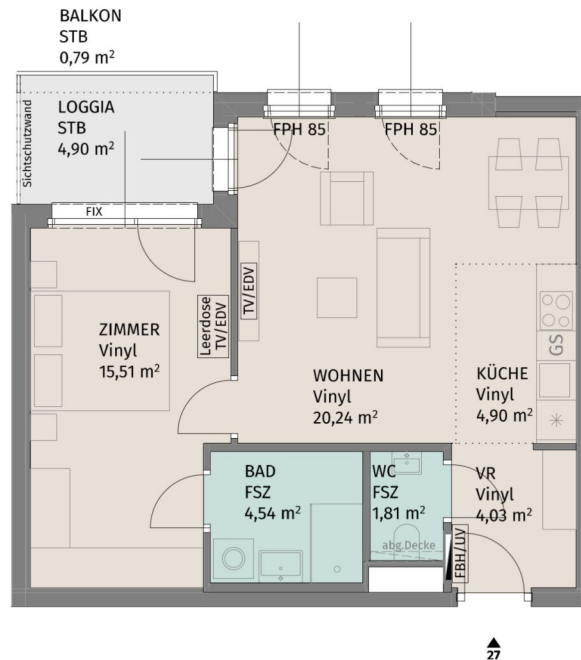 BALKON
STB
0,79 m²
LOGGIA
STB
4,90 m²
Sichtschutzwand
FPH 85
FPH 85
FIX
TV/EDV
Leerdose
TV/EDV
ZIMMER
Vinyl
15,51 m²
WOHNEN
Vinyl
20,24 m²
GS
KÜCHE
Vinyl
4,90 m²
BAD
FSZ
4,54 m²
WC
FSZ
1,81 m²
abg.Decke
VR
Vinyl
4,03 m²
FBH/UV
27